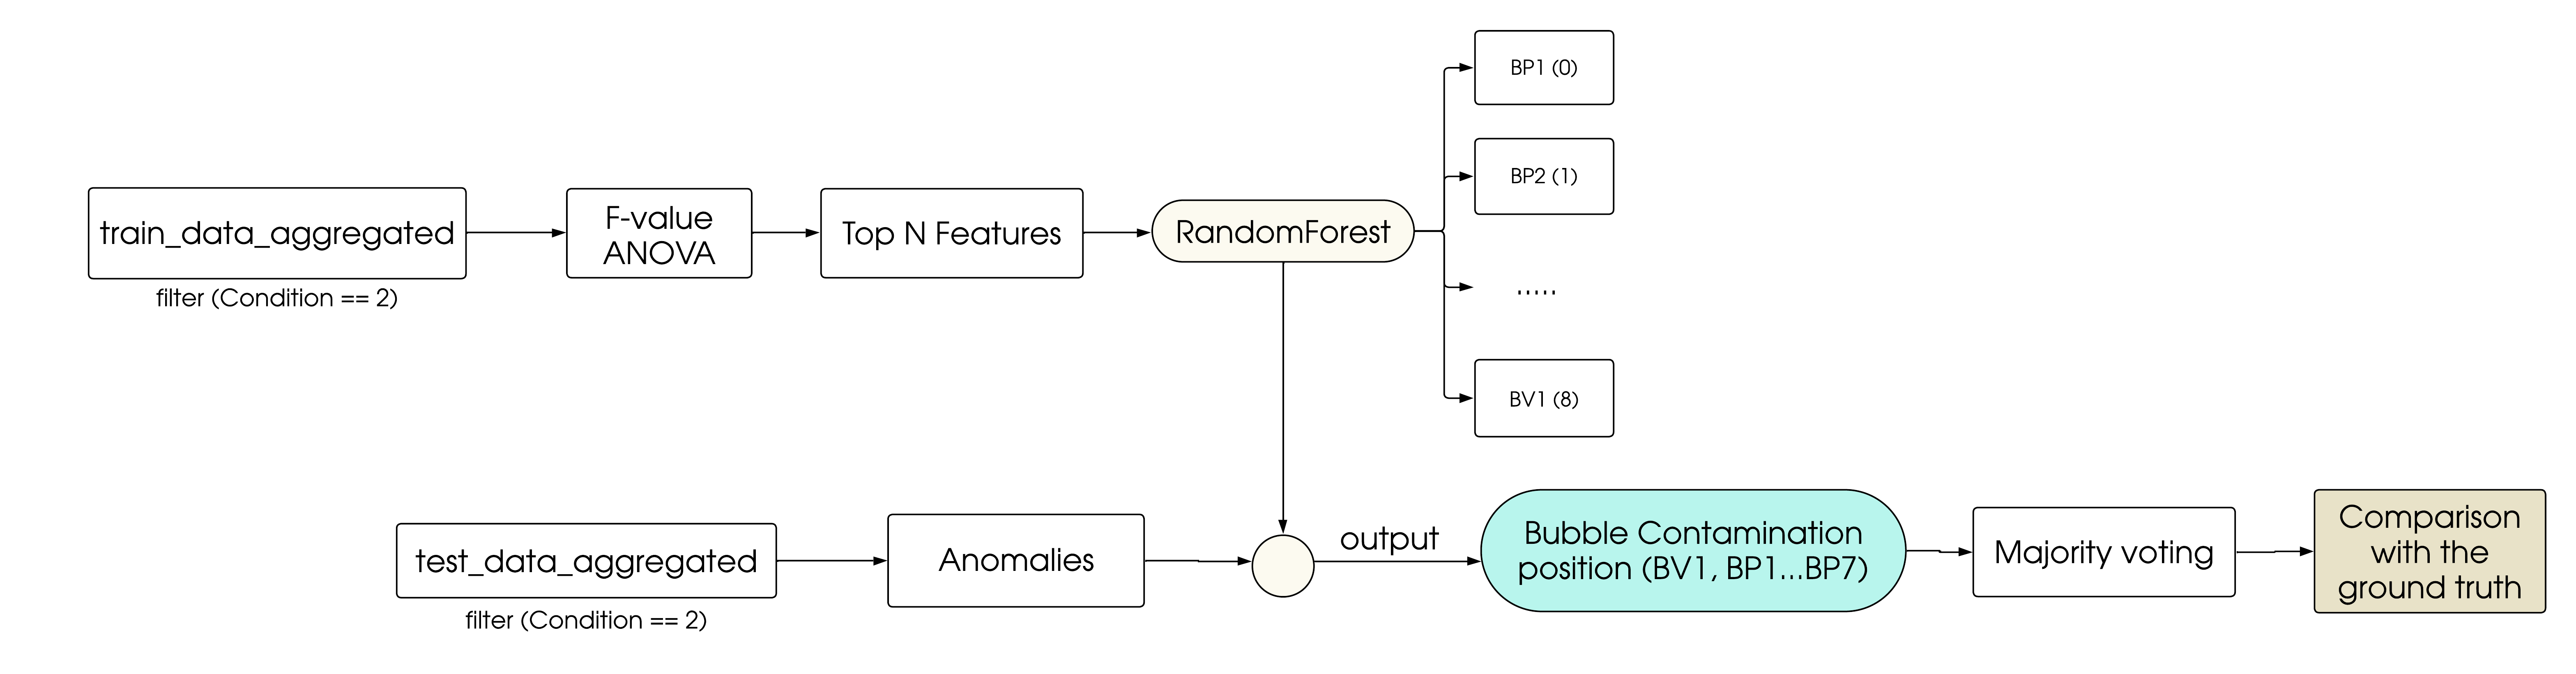 BP1 (0)
BP2 (1)
train_data_aggregated
F-value
ANOVA
Top N Features
RandomForest
filter (Condition == 2)
.....
BV1 (8)
test_data_aggregated
Anomalies
output
Bubble Contamination
position (BV1, BP1...BP7)
Majority voting
Comparison
with the
ground truth
filter (Condition == 2)